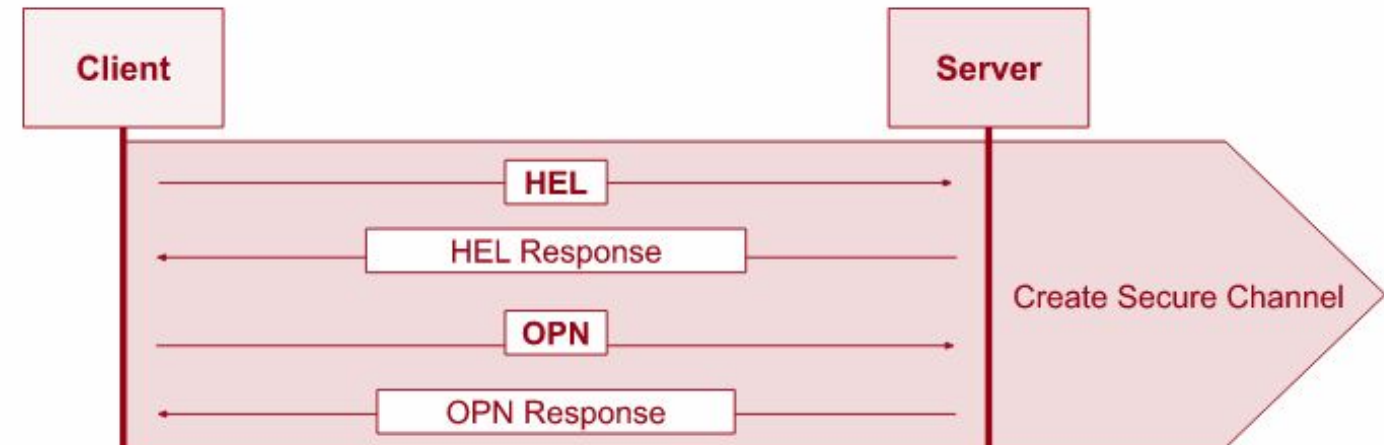 Client
Server
HEL
HEL Response
OPN
OPN Response
Create Secure Channel